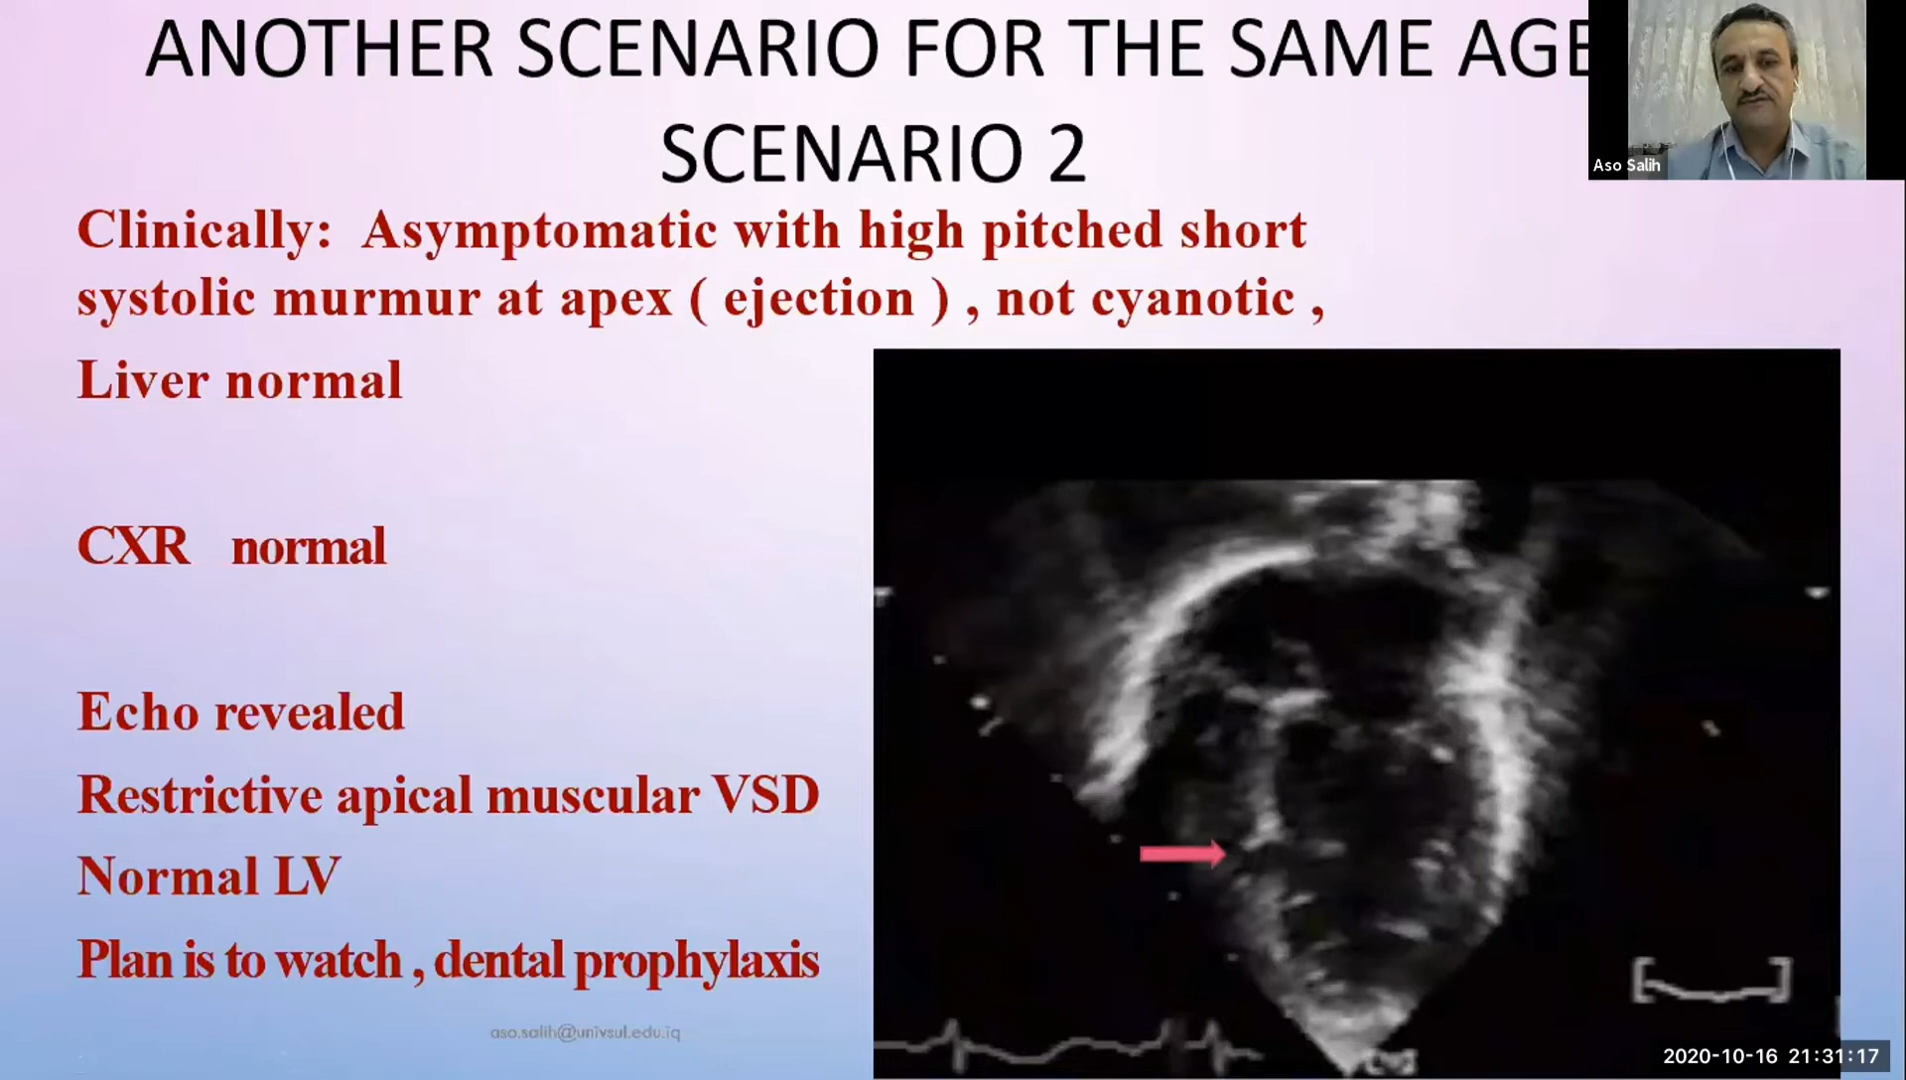 ANOTHER SCENARIO FOR THE SAME AGE
SCENARIO 2
Aso Salih
Clinically: Asymptomatic with high pitched short
systolic murmur at apex ( ejection ) , not cyanotic ,
Liver normal
CXR normal
Echo revealed
Restrictive apical muscular VSD
Normal LV
Plan is to watch , dental prophylaxis
aso.salih@univsul.edu.iq
2020-10-16 21:31:17